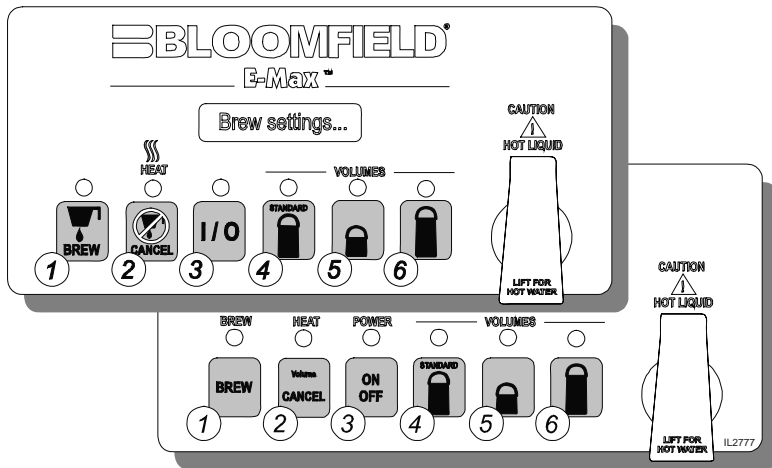 BLOOMFIELD®
E-Max ™
Brew settings...
CAUTION
!
HOT LIQUID
HEAT
VOLUMES
BREW
CANCEL
I / O
STANDARD
1
2
3
4
5
6
LIFT FOR
HOT WATER
CAUTION
!
HOT LIQUID
BREW HEAT POWER VOLUMES
BREW
Volume
CANCEL
ON
OFF
STANDARD
1
2
3
4
5
6
LIFT FOR
HOT WATER
IL2777